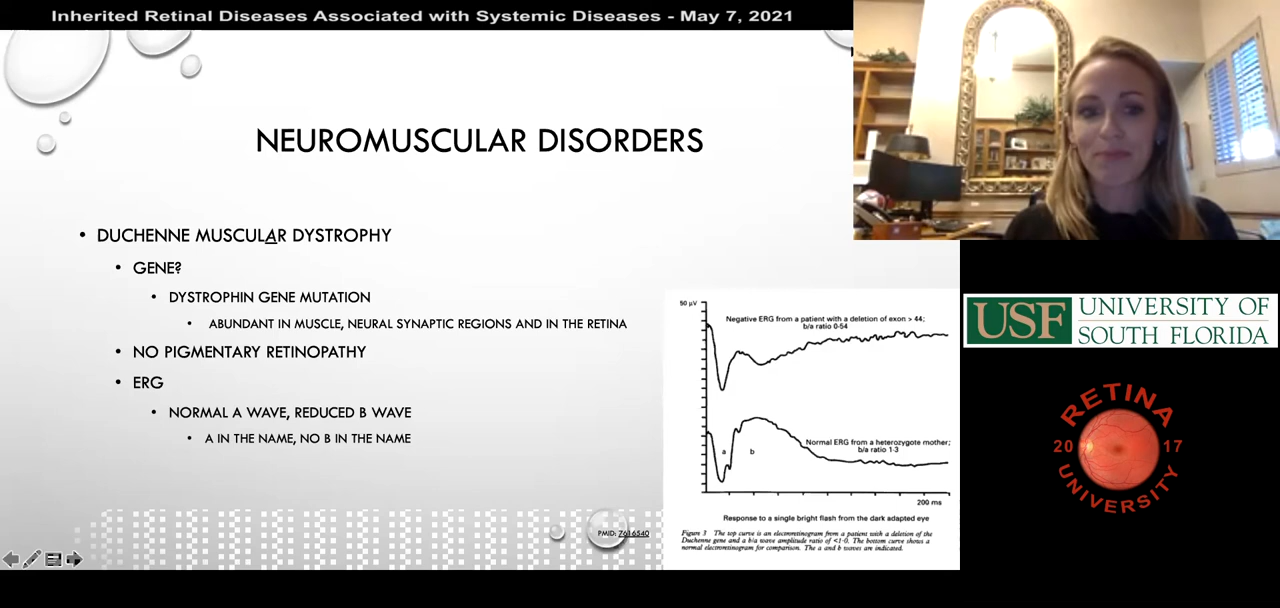 Inherited Retinal Diseases Associated with Systemic Diseases - May 7, 2021
NEUROMUSCULAR DISORDERS
• DUCHENNE MUSCULAR DYSTROPHY
• GENE?
• DYSTROPHIN GENE MUTATION
• ABUNDANT IN MUSCLE, NEURAL SYNAPTIC REGIONS AND IN THE RETINA
• NO PIGMENTARY RETINOPATHY
• ERG
• NORMAL A WAVE, REDUCED B WAVE
• A IN THE NAME, NO B IN THE NAME
50 µV
Negative ERG from a patient with a deletion of exon > 44;
b/a ratio 0·54
Normal ERG from a heterozygote mother;
b/a ratio 1·3
a
b
200 ms
Response to a single bright flash from the dark adapted eye
Figure 3 The top curve is an electroretinogram from a patient with a deletion of the
Duchenne gene and a b/a wave amplitude ratio of <1·0. The bottom curve shows a
normal electroretinogram for comparison. The a and b waves are indicated.
PMID: 7616540
USF
UNIVERSITY OF
SOUTH FLORIDA
RETINA
20 17
UNIVERSITY